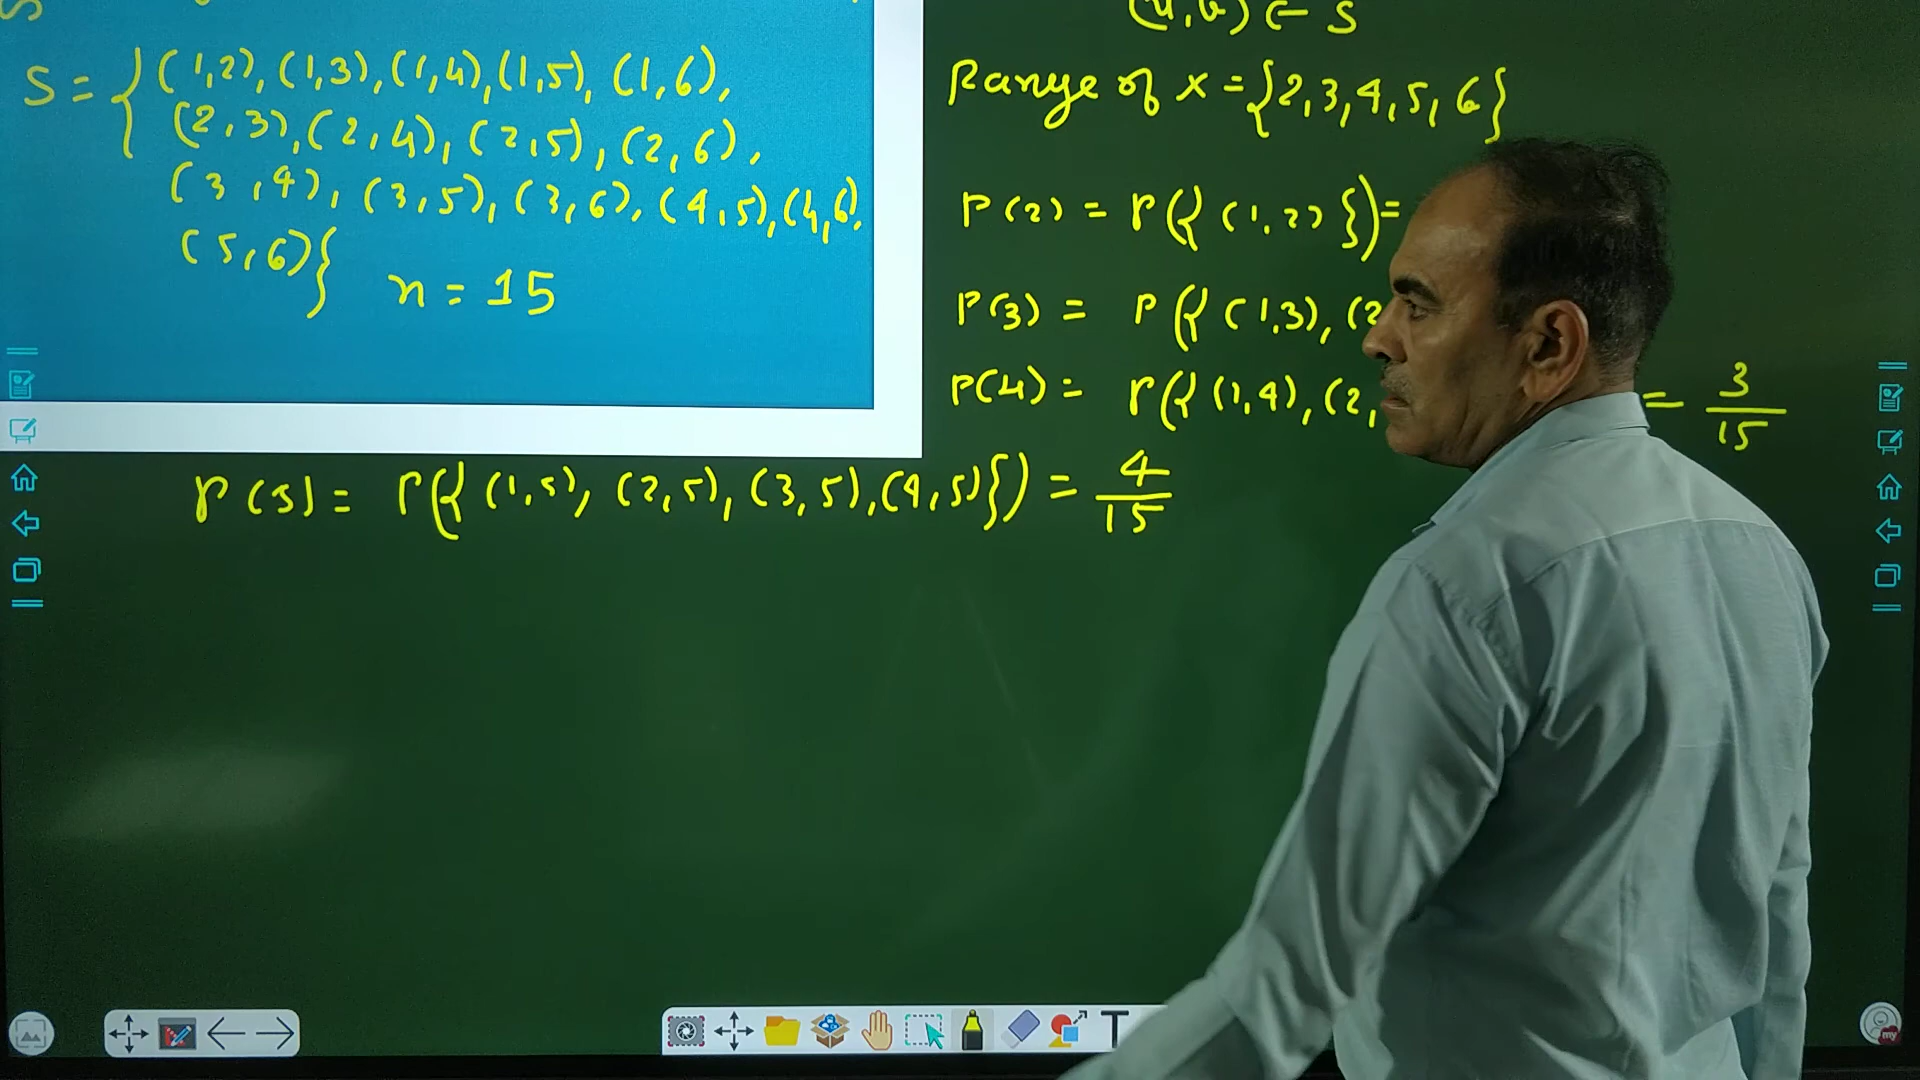 S = { (1,2), (1,3), (1,4), (1,5), (1,6),
(2,3), (2,4), (2,5), (2,6),
(3,4), (3,5), (3,6), (4,5), (4,6),
(5,6) }
n = 15
∈ S
Range of x = {2,3,4,5,6}
P(2) = P({(1,2)}) =
P(3) = P({(1,3), (2
P(4) = P({(1,4), (2, = 3/15
P(5) = P({(1,5), (2,5), (3,5), (4,5)}) = 4/15
T
my